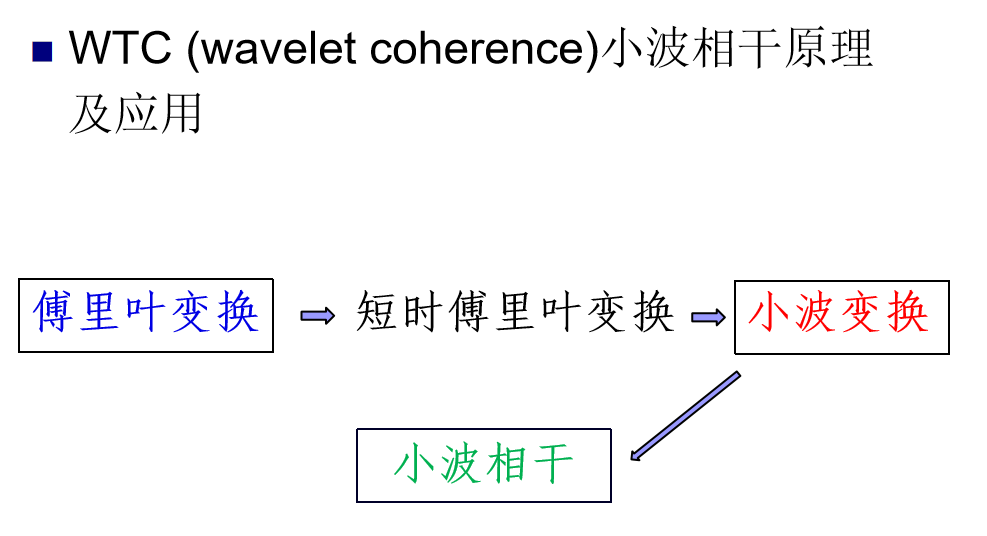 WTC (wavelet coherence)小波相干原理
及应用
傅里叶变换
短时傅里叶变换
小波变换
小波相干